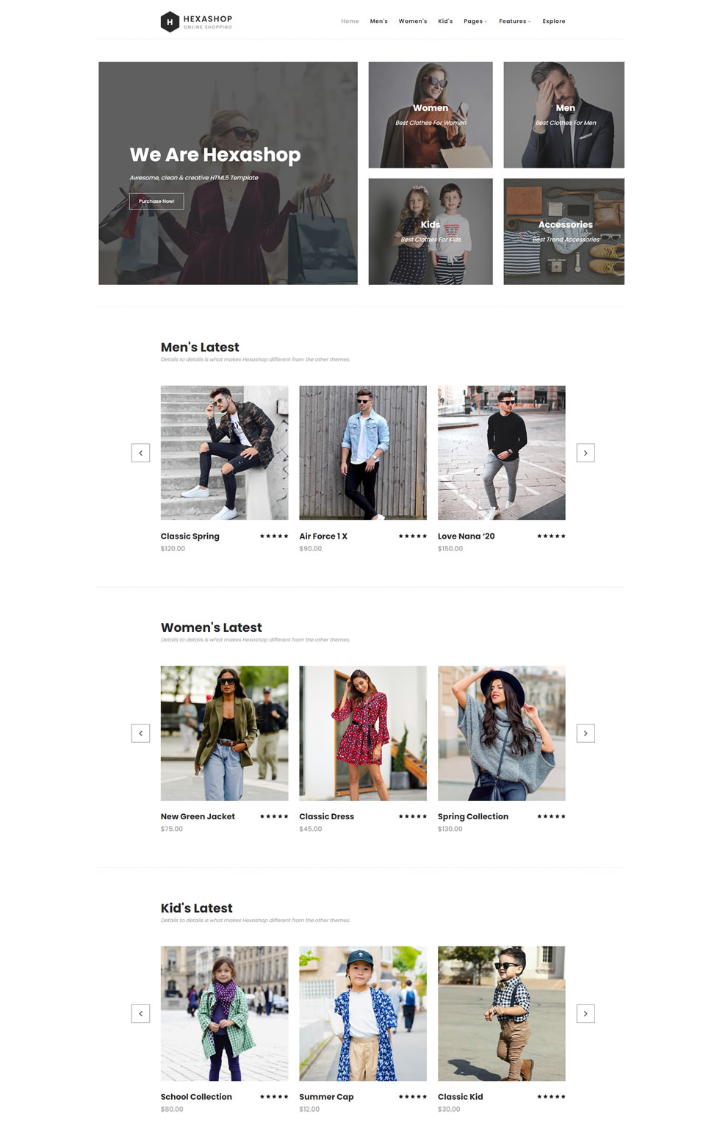 H
HEXASHOP
ONLINE SHOPPING
Home Men's Women's Kid's Pages Features Explore
We Are Hexashop
Awesome, clean & creative HTML5 Template
Purchase Now!
Women
Best Clothes For Women
Men
Best Clothes For Men
Kids
Best Clothes For Kids
Accessories
Best Trend Accessories
Men's Latest
Details to details is what makes Hexashop different from the other themes.
Classic Spring
$120.00
Air Force 1 X
$90.00
Love Nana ‘20
$150.00
Women's Latest
Details to details is what makes Hexashop different from the other themes.
New Green Jacket
$75.00
Classic Dress
$45.00
Spring Collection
$130.00
Kid's Latest
Details to details is what makes Hexashop different from the other themes.
School Collection
$80.00
Summer Cap
$12.00
Classic Kid
$30.00